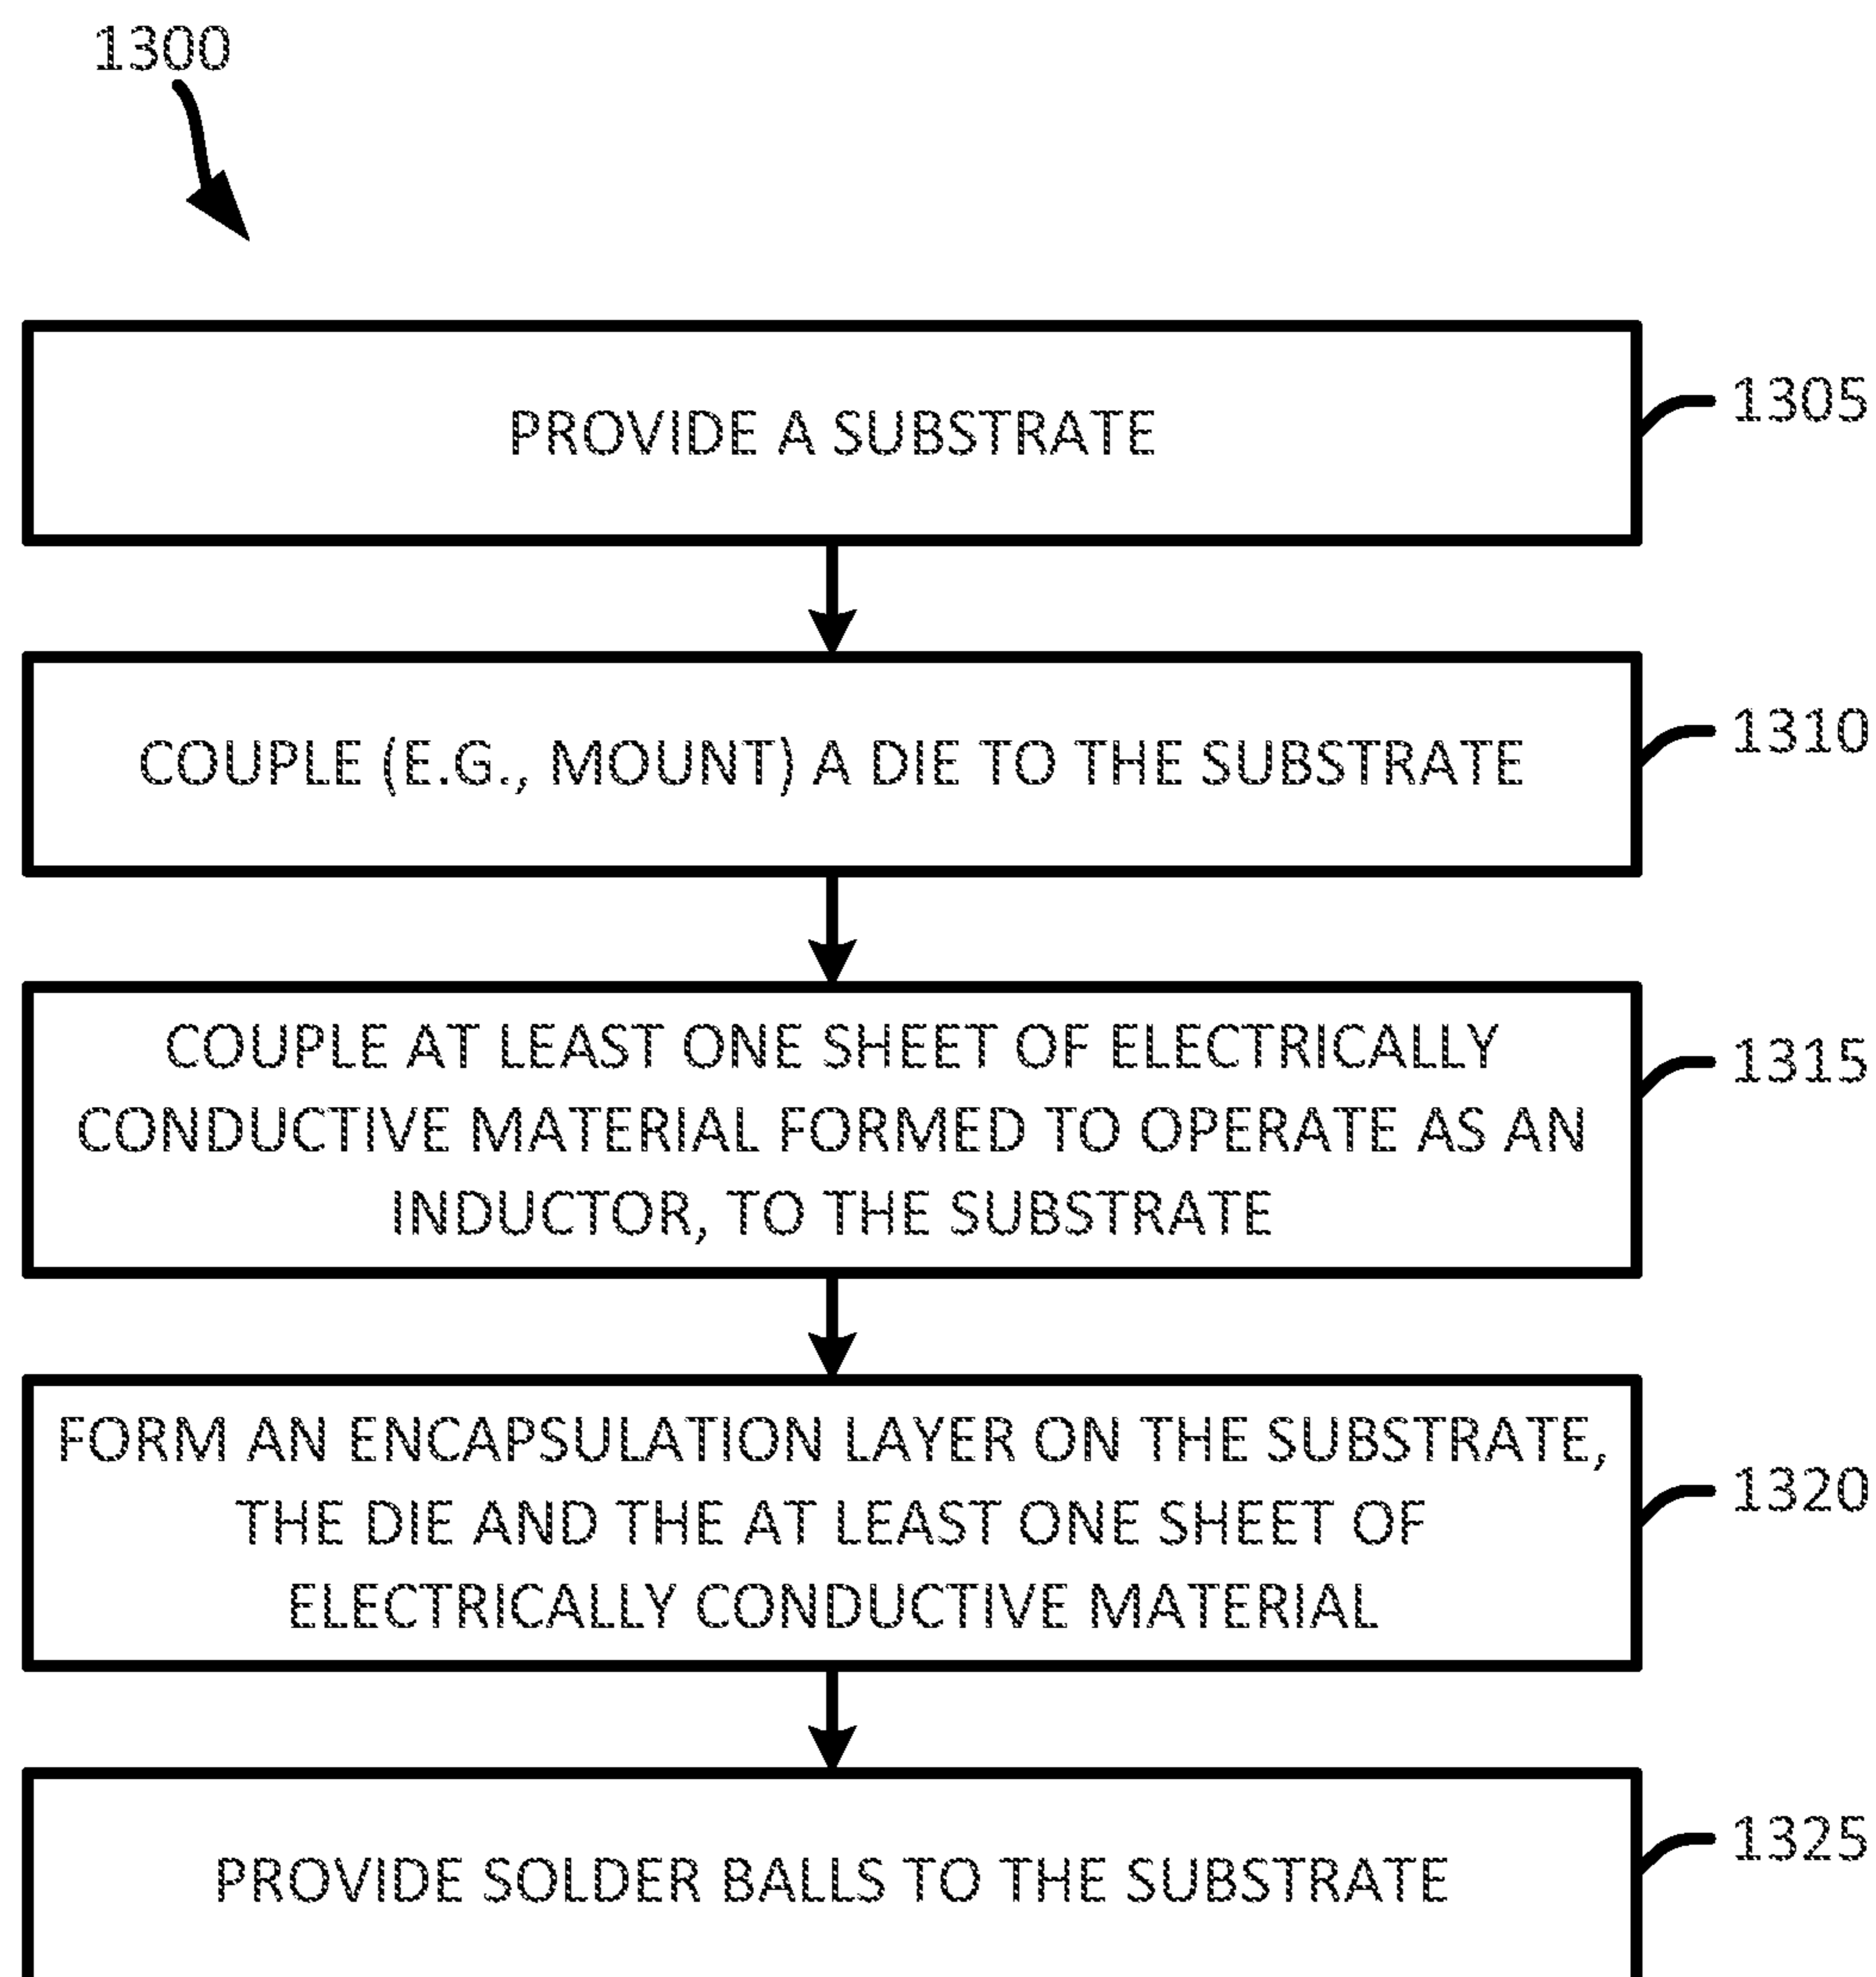 1300
PROVIDE A SUBSTRATE
1305
COUPLE (E.G., MOUNT) A DIE TO THE SUBSTRATE
1310
COUPLE AT LEAST ONE SHEET OF ELECTRICALLY
CONDUCTIVE MATERIAL FORMED TO OPERATE AS AN
INDUCTOR, TO THE SUBSTRATE
1315
FORM AN ENCAPSULATION LAYER ON THE SUBSTRATE,
THE DIE AND THE AT LEAST ONE SHEET OF
ELECTRICALLY CONDUCTIVE MATERIAL
1320
PROVIDE SOLDER BALLS TO THE SUBSTRATE
1325